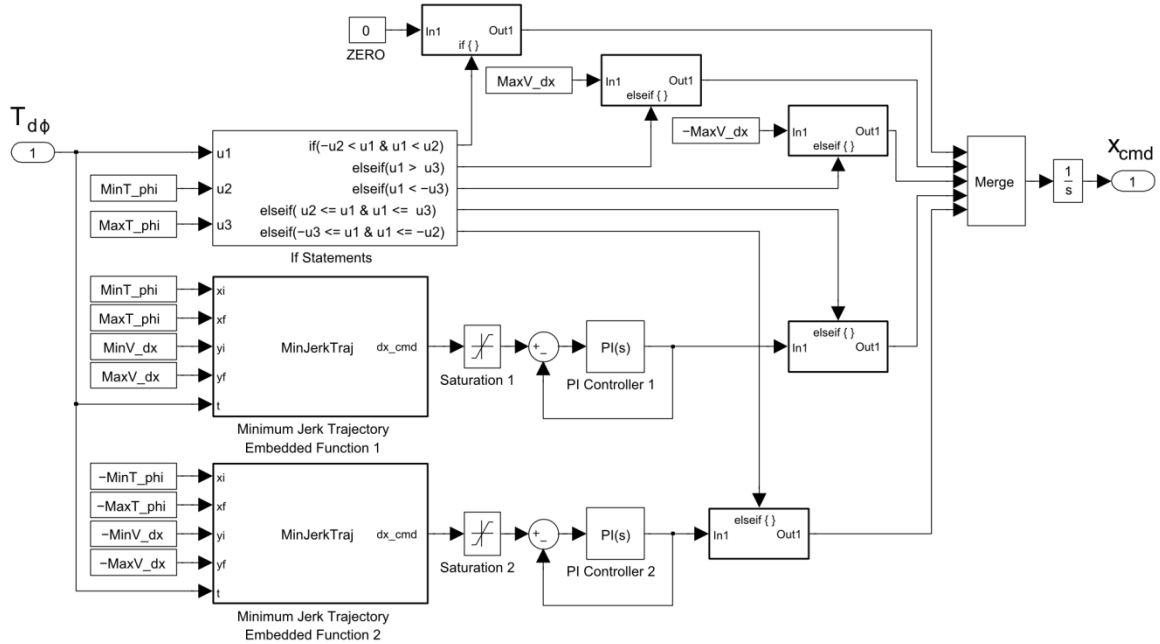 0
ZERO
In1
Out1
if { }
MaxV_dx
In1
Out1
elseif { }
−MaxV_dx
In1
Out1
elseif { }
T_dϕ
1
MinT_phi
MaxT_phi
u1
u2
u3
if(−u2 < u1 & u1 < u2)
elseif(u1 > u3)
elseif(u1 < −u3)
elseif( u2 <= u1 & u1 <= u3)
elseif(−u3 <= u1 & u1 <= −u2)
If Statements
Merge
1
s
x_cmd
1
MinT_phi
MaxT_phi
MinV_dx
MaxV_dx
xi
xf
yi
yf
t
MinJerkTraj
dx_cmd
Minimum Jerk Trajectory
Embedded Function 1
Saturation 1
+
−
PI(s)
PI Controller 1
elseif { }
In1
Out1
−MinT_phi
−MaxT_phi
−MinV_dx
−MaxV_dx
xi
xf
yi
yf
t
MinJerkTraj
dx_cmd
Minimum Jerk Trajectory
Embedded Function 2
Saturation 2
+
−
PI(s)
PI Controller 2
elseif { }
In1
Out1